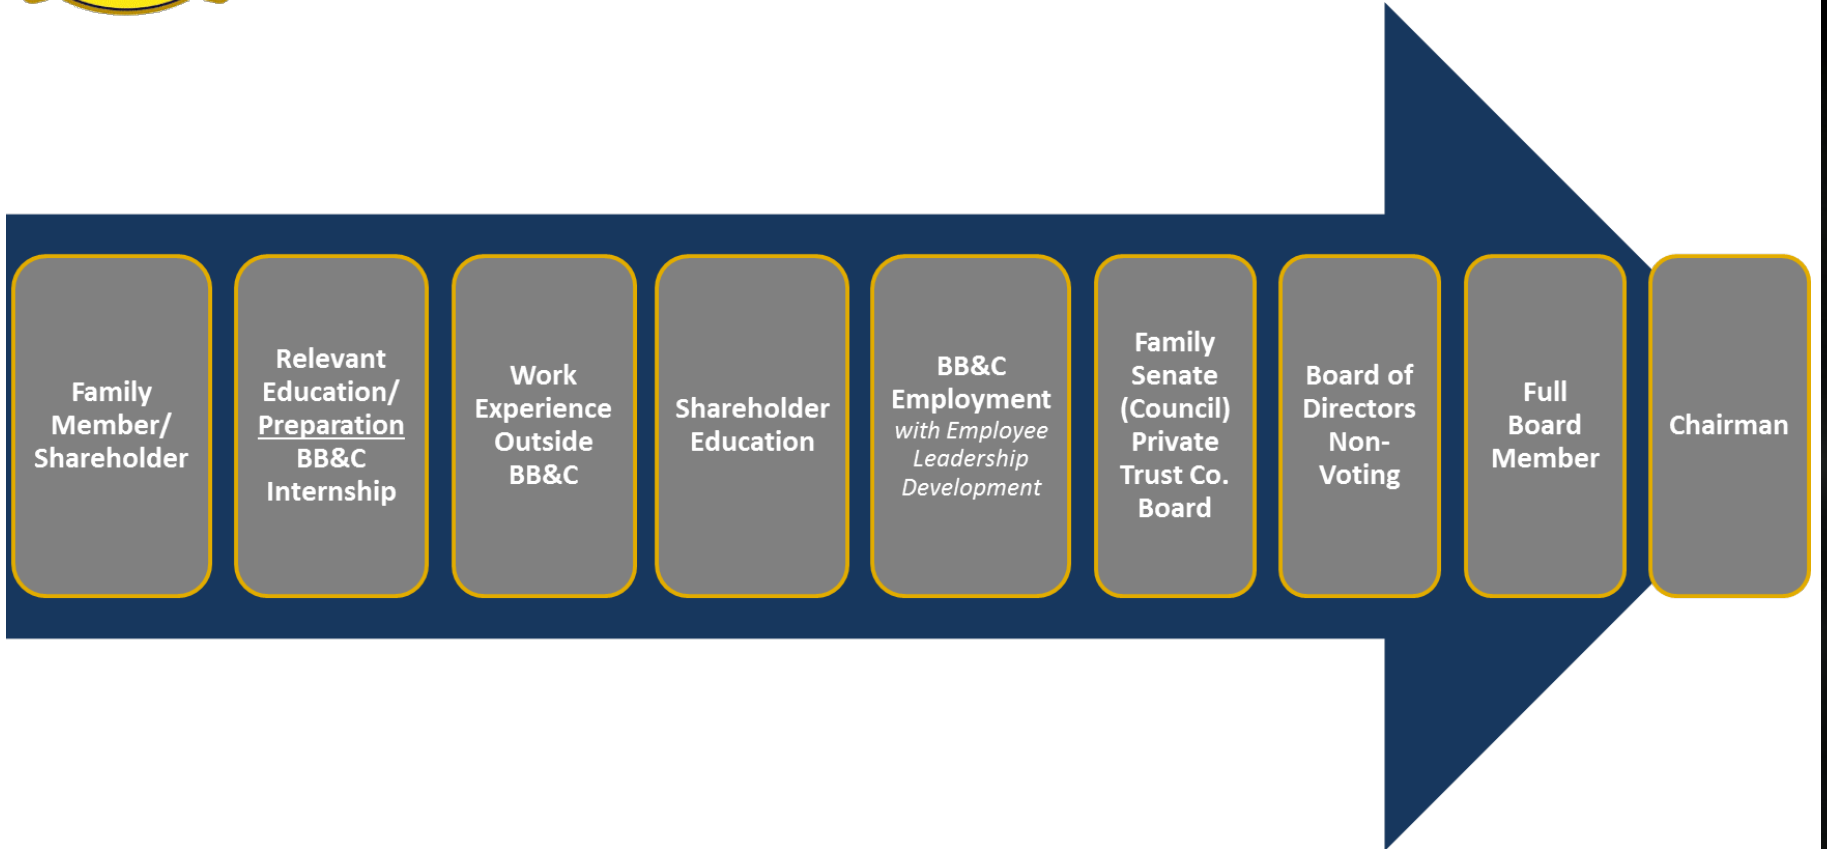 Family
Member/
Shareholder
Relevant
Education/
Preparation
BB&C
Internship
Work
Experience
Outside
BB&C
Shareholder
Education
BB&C
Employment
with Employee
Leadership
Development
Family
Senate
(Council)
Private
Trust Co.
Board
Board of
Directors
Non-
Voting
Full
Board
Member
Chairman